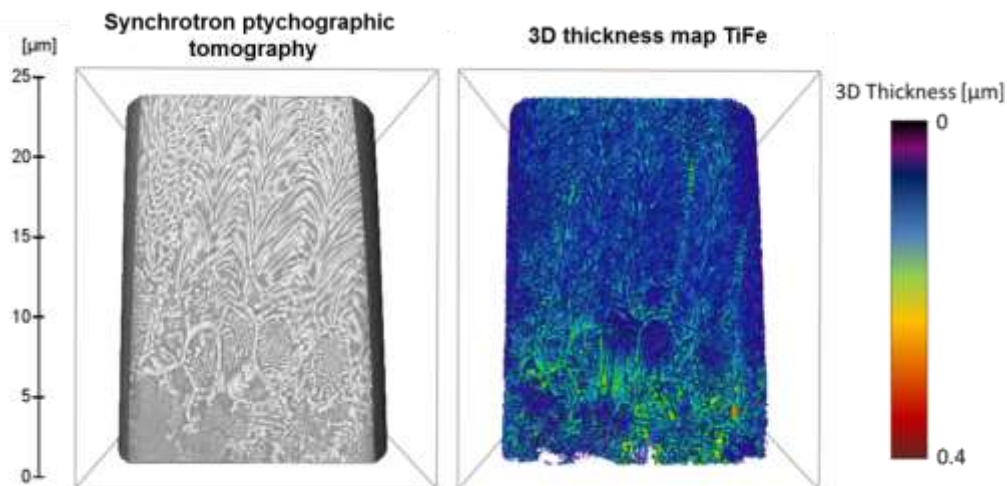 Synchrotron ptychographic
tomography
3D thickness map TiFe
[µm]
25
20
15
10
5
0
3D Thickness [µm]
0
0.4